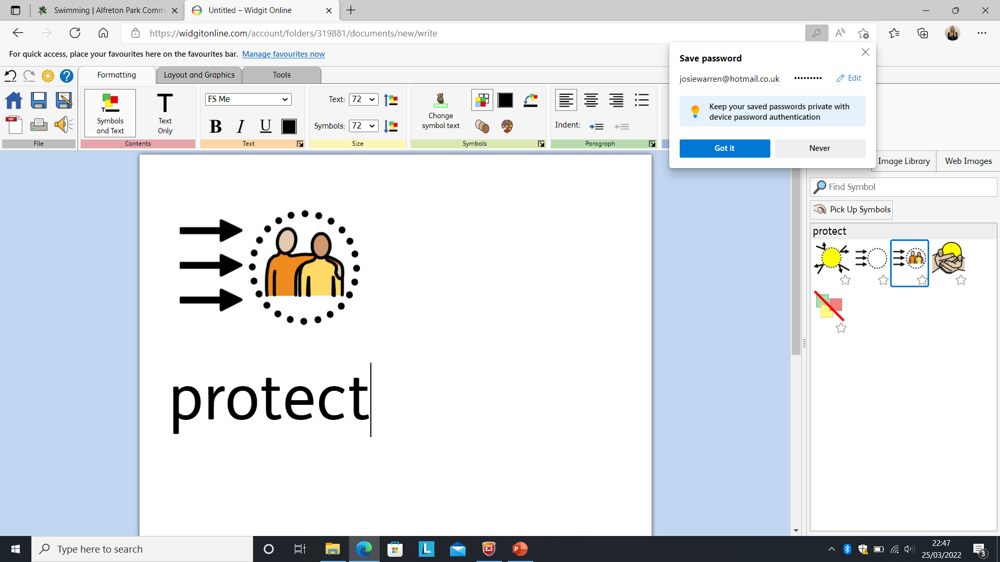 Swimming | Alfreton Park Comm
Untitled – Widgit Online
https://widgitonline.com/account/folders/319881/documents/new/write
For quick access, place your favourites here on the favourites bar. Manage favourites now
Save password
josiewarren@hotmail.co.uk ••••••••• Edit
Keep your saved passwords private with
device password authentication
Got it
Never
Formatting
Layout and Graphics
Tools
PDF
File
Symbols
and Text
Text
Only
Contents
FS Me
B I U
Text
Text: 72
Symbols: 72
Size
Change
symbol text
Symbols
Indent:
Paragraph
Image Library
Web Images
Find Symbol
Pick Up Symbols
protect
protect
Type here to search
L
P
22:47
25/03/2022
3